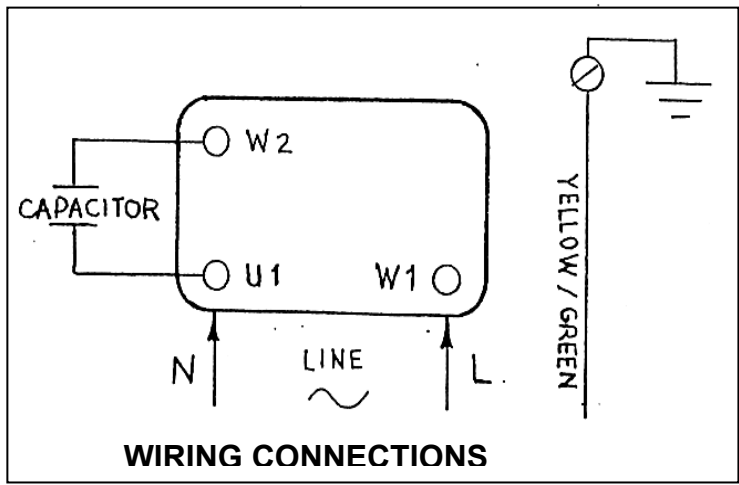 W2
CAPACITOR
U1
W1
N
LINE
L.
YELLOW / GREEN
WIRING CONNECTIONS